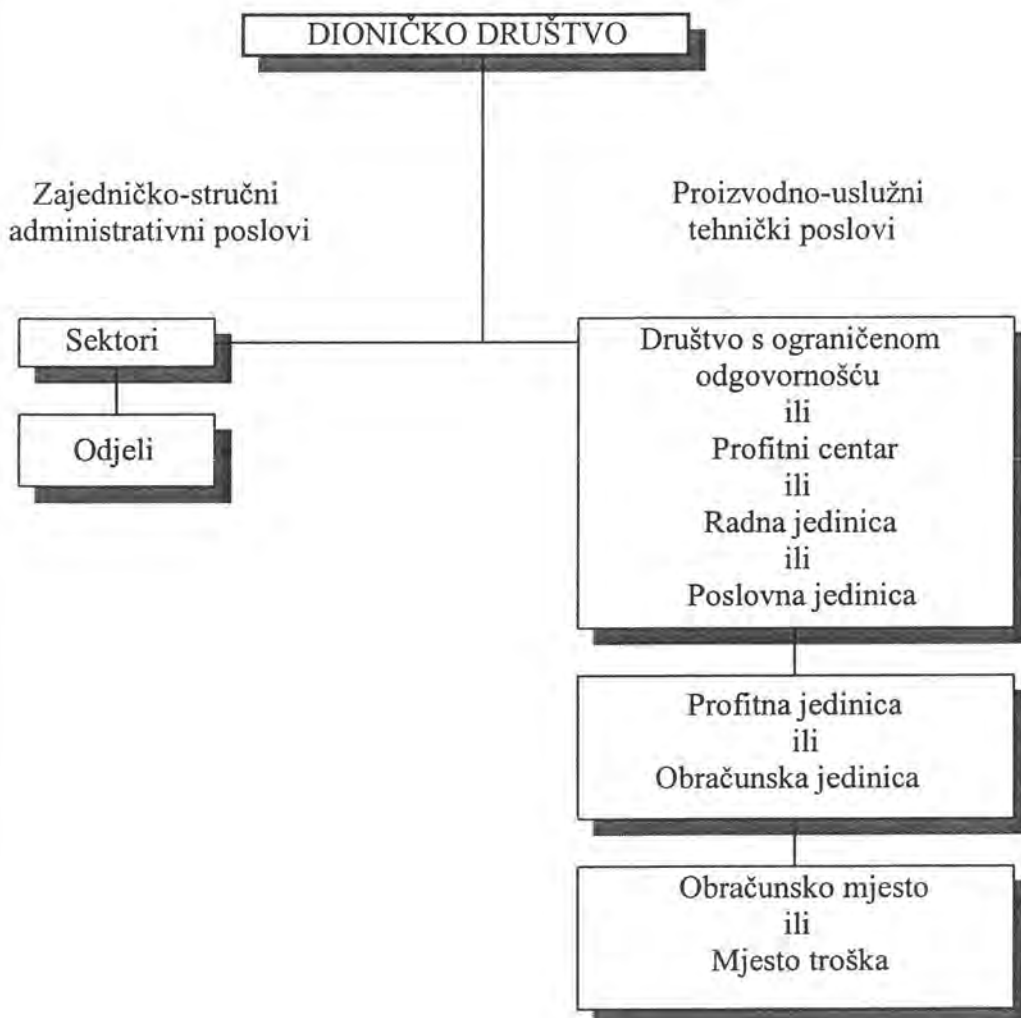 DIONIČKO DRUŠTVO
Zajedničko-stručni
administrativni poslovi
Proizvodno-uslužni
tehnički poslovi
Sektori
Odjeli
Društvo s ograničenom
odgovornošću
ili
Profitni centar
ili
Radna jedinica
ili
Poslovna jedinica
Profitna jedinica
ili
Obračunska jedinica
Obračunsko mjesto
ili
Mjesto troška